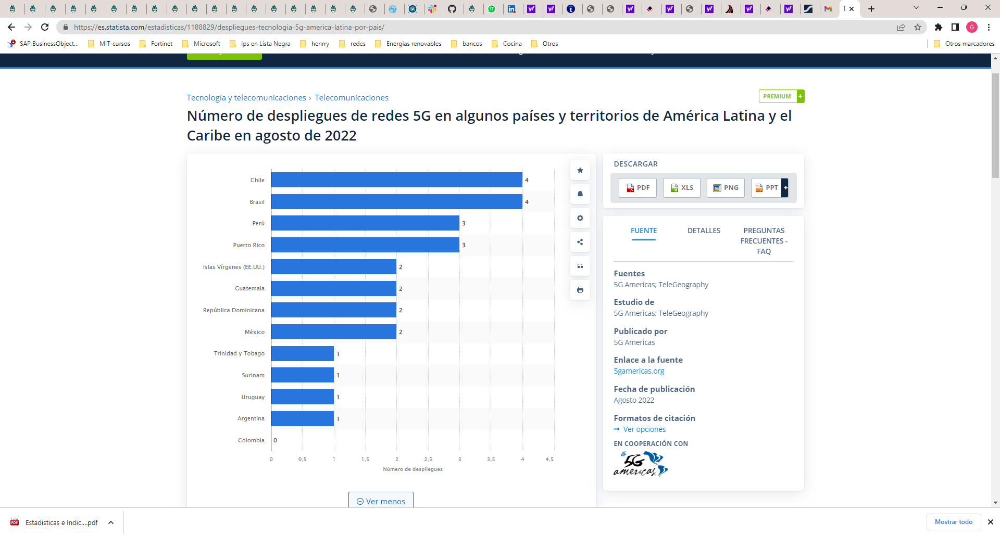 https://es.statista.com/estadisticas/1188829/despliegues-tecnologia-5g-america-latina-por-pais/
G
SAP BusinessObject... MIT-cursos Fortinet Microsoft Ips en Lista Negra henrry redes Energias renovables bancos Cocina Otros Otros marcadores
Tecnología y telecomunicaciones › Telecomunicaciones
PREMIUM +
Número de despliegues de redes 5G en algunos países y territorios de América Latina y el
Caribe en agosto de 2022
Chile 4
Brasil 4
Perú 3
Puerto Rico 3
Islas Vírgenes (EE.UU.) 2
Guatemala 2
República Dominicana 2
México 2
Trinidad y Tobago 1
Surinam 1
Uruguay 1
Argentina 1
Colombia 0
0 0,5 1 1,5 2 2,5 3 3,5 4 4,5
Número de despliegues
Ver menos
DESCARGAR
PDF XLS PNG PPT +
FUENTE DETALLES PREGUNTAS
FRECUENTES -
FAQ
Fuentes
5G Americas; TeleGeography
Estudio de
5G Americas; TeleGeography
Publicado por
5G Americas
Enlace a la fuente
5gamericas.org
Fecha de publicación
Agosto 2022
Formatos de citación
→ Ver opciones
EN COOPERACIÓN CON
5G
americas
Estadisticas e Indic....pdf
Mostrar todo